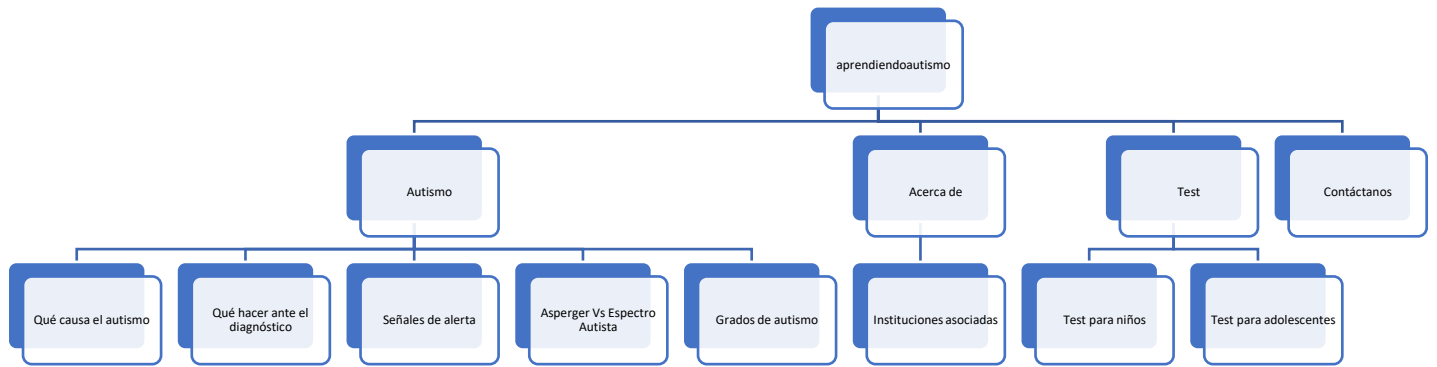 aprendiendoautismo
Autismo
Acerca de
Test
Contáctanos
Qué causa el autismo
Qué hacer ante el
diagnóstico
Señales de alerta
Asperger Vs Espectro
Autista
Grados de autismo
Instituciones asociadas
Test para niños
Test para adolescentes